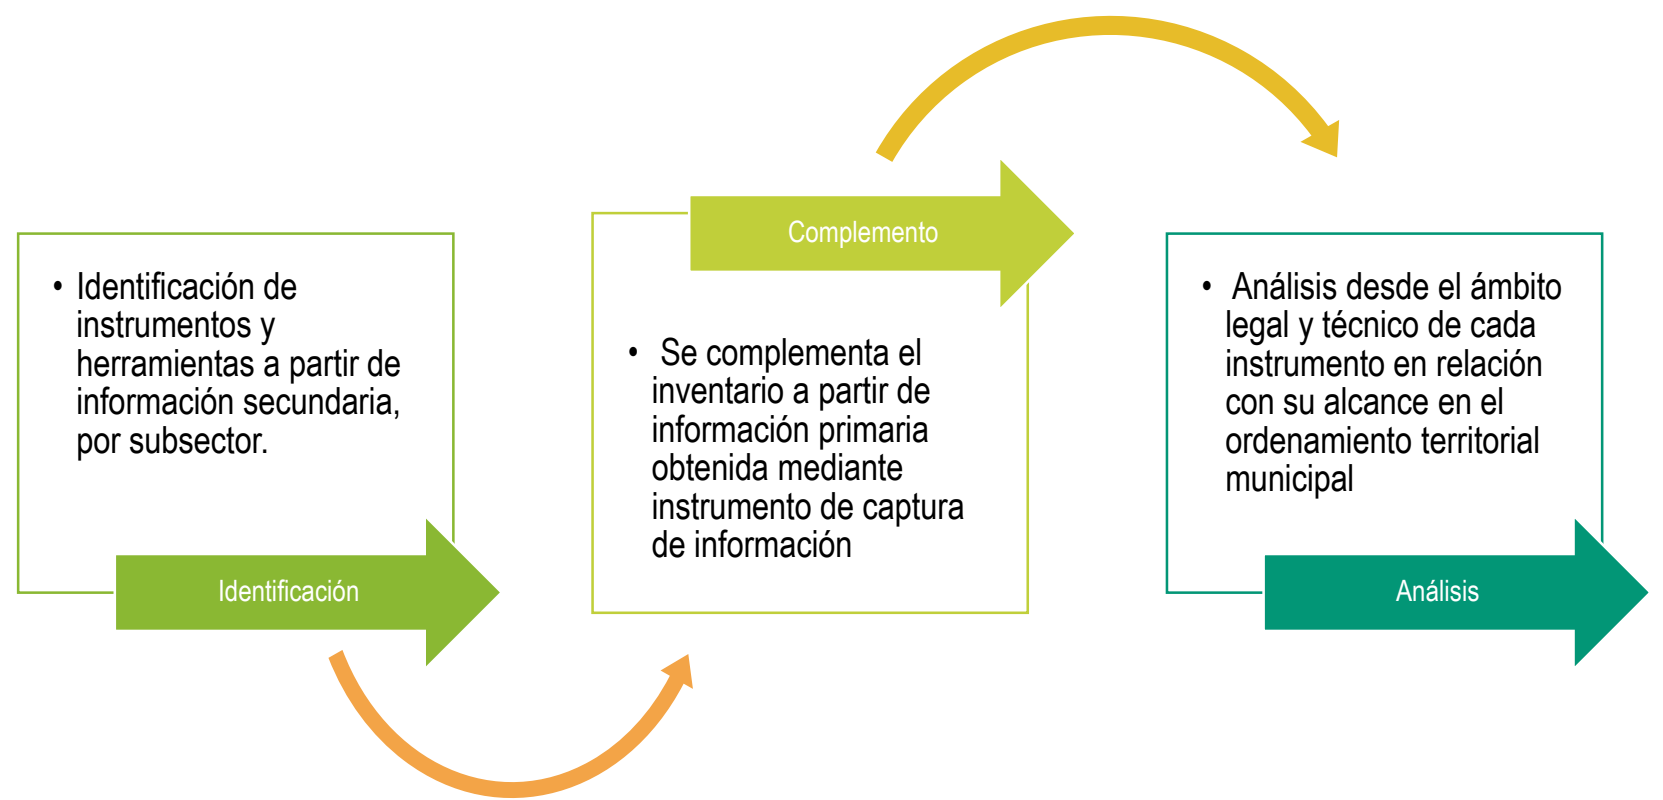 • Identificación de
instrumentos y
herramientas a partir de
información secundaria,
por subsector.
Identificación
Complemento
• Se complementa el
inventario a partir de
información primaria
obtenida mediante
instrumento de captura
de información
• Análisis desde el ámbito
legal y técnico de cada
instrumento en relación
con su alcance en el
ordenamiento territorial
municipal
Análisis